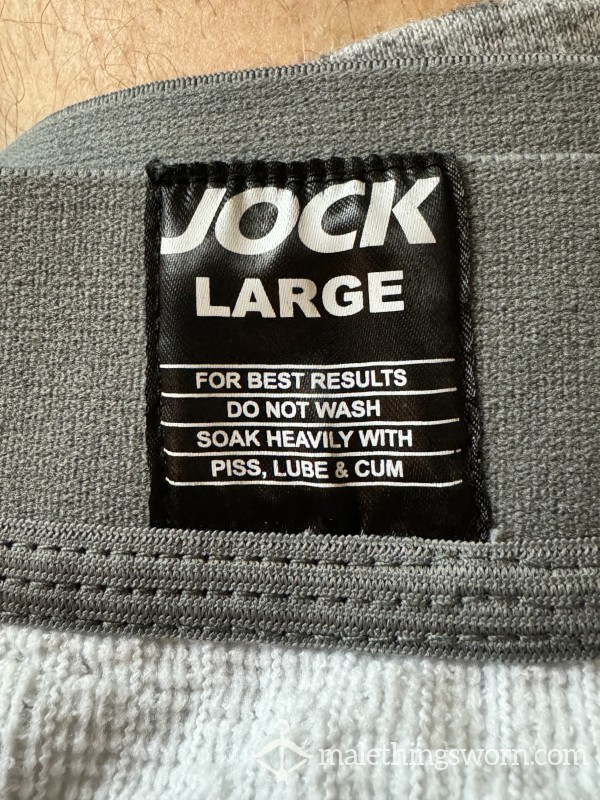 JOCK
LARGE
FOR BEST RESULTS
DO NOT WASH
SOAK HEAVILY WITH
PISS, LUBE & CUM
malethingsworn.com